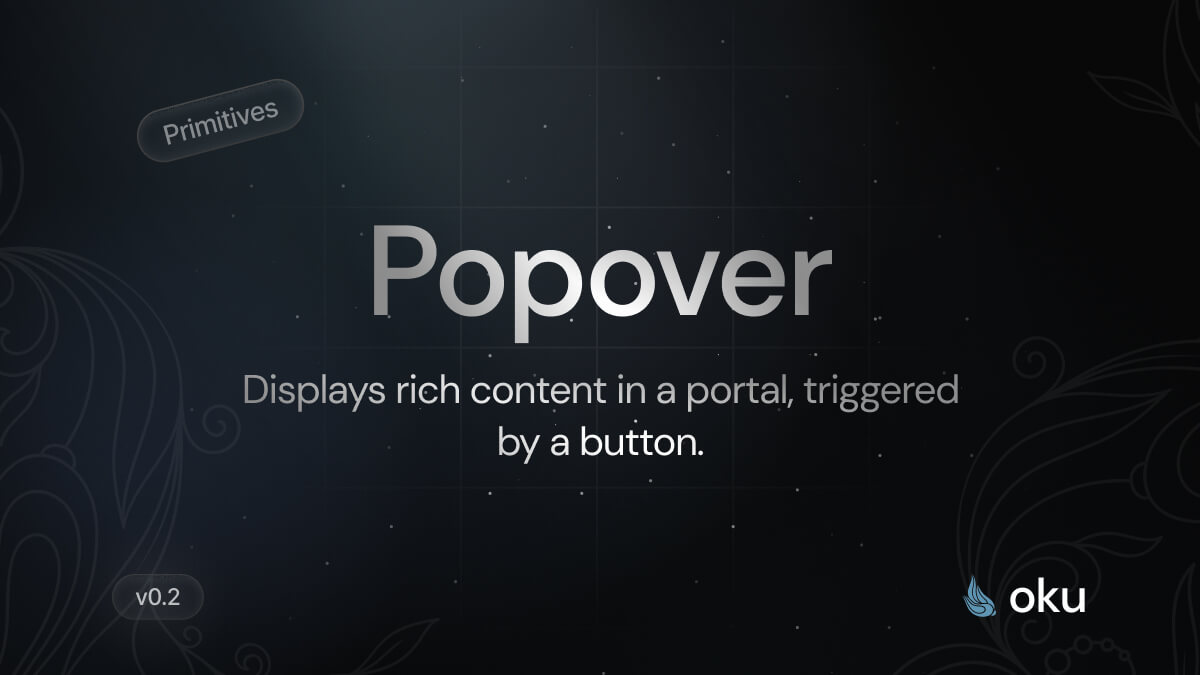 Primitives
Popover
Displays rich content in a portal, triggered
by a button.
v0.2
oku